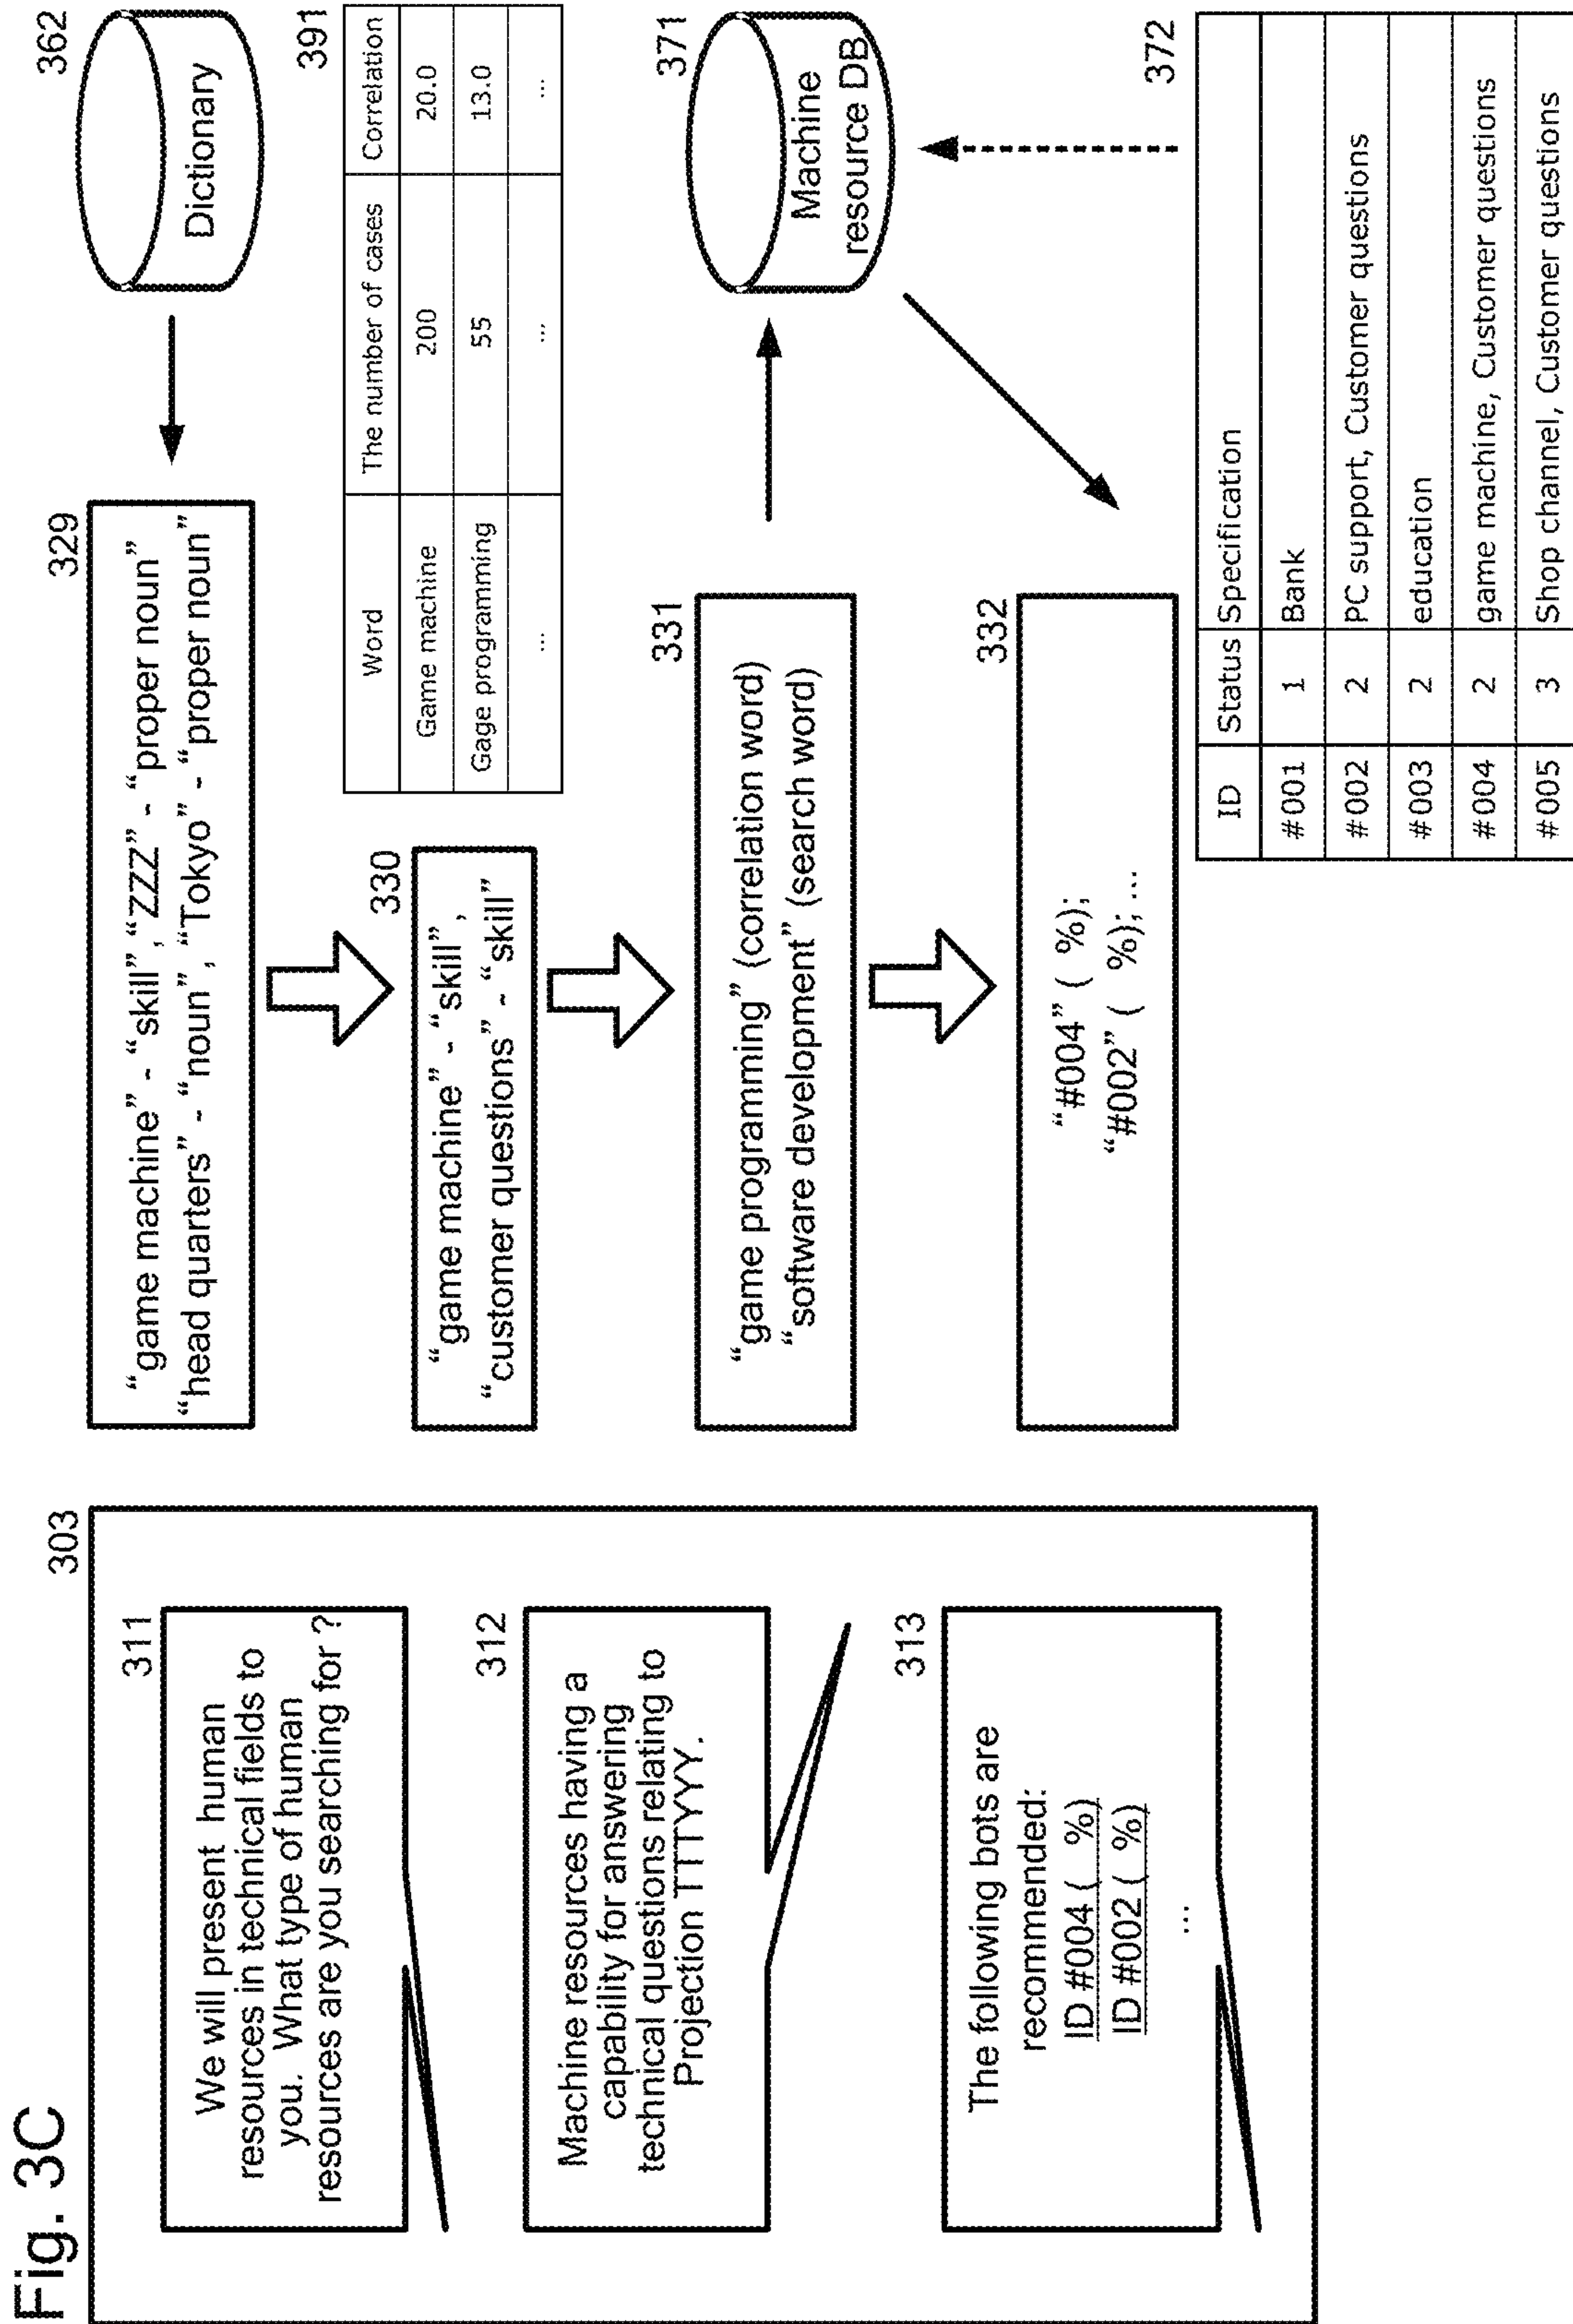 Fig. 3C
303
311
We will present human
resources in technical fields to
you. What type of human
resources are you searching for ?
312
Machine resources having a
capability for answering
technical questions relating to
Projection TTTYYY.
313
The following bots are
recommended:
ID #004 ( %)
ID #002 ( %)
...
329
“game machine” - “skill”, “ZZZ” - “proper noun”
“head quarters” - “noun”, “Tokyo” - “proper noun”
362
Dictionary
330
“game machine” - “skill”,
“customer questions” - “skill”
391
Word The number of cases Correlation
Game machine 200 20.0
Gage programming 55 13.0
... ... ...
331
“game programming” (correlation word)
“software development” (search word)
371
Machine
resource DB
332
“#004” ( %);
“#002” ( %); ...
372
ID Status Specification
#001 1 Bank
#002 2 PC support, Customer questions
#003 2 education
#004 2 game machine, Customer questions
#005 3 Shop channel, Customer questions